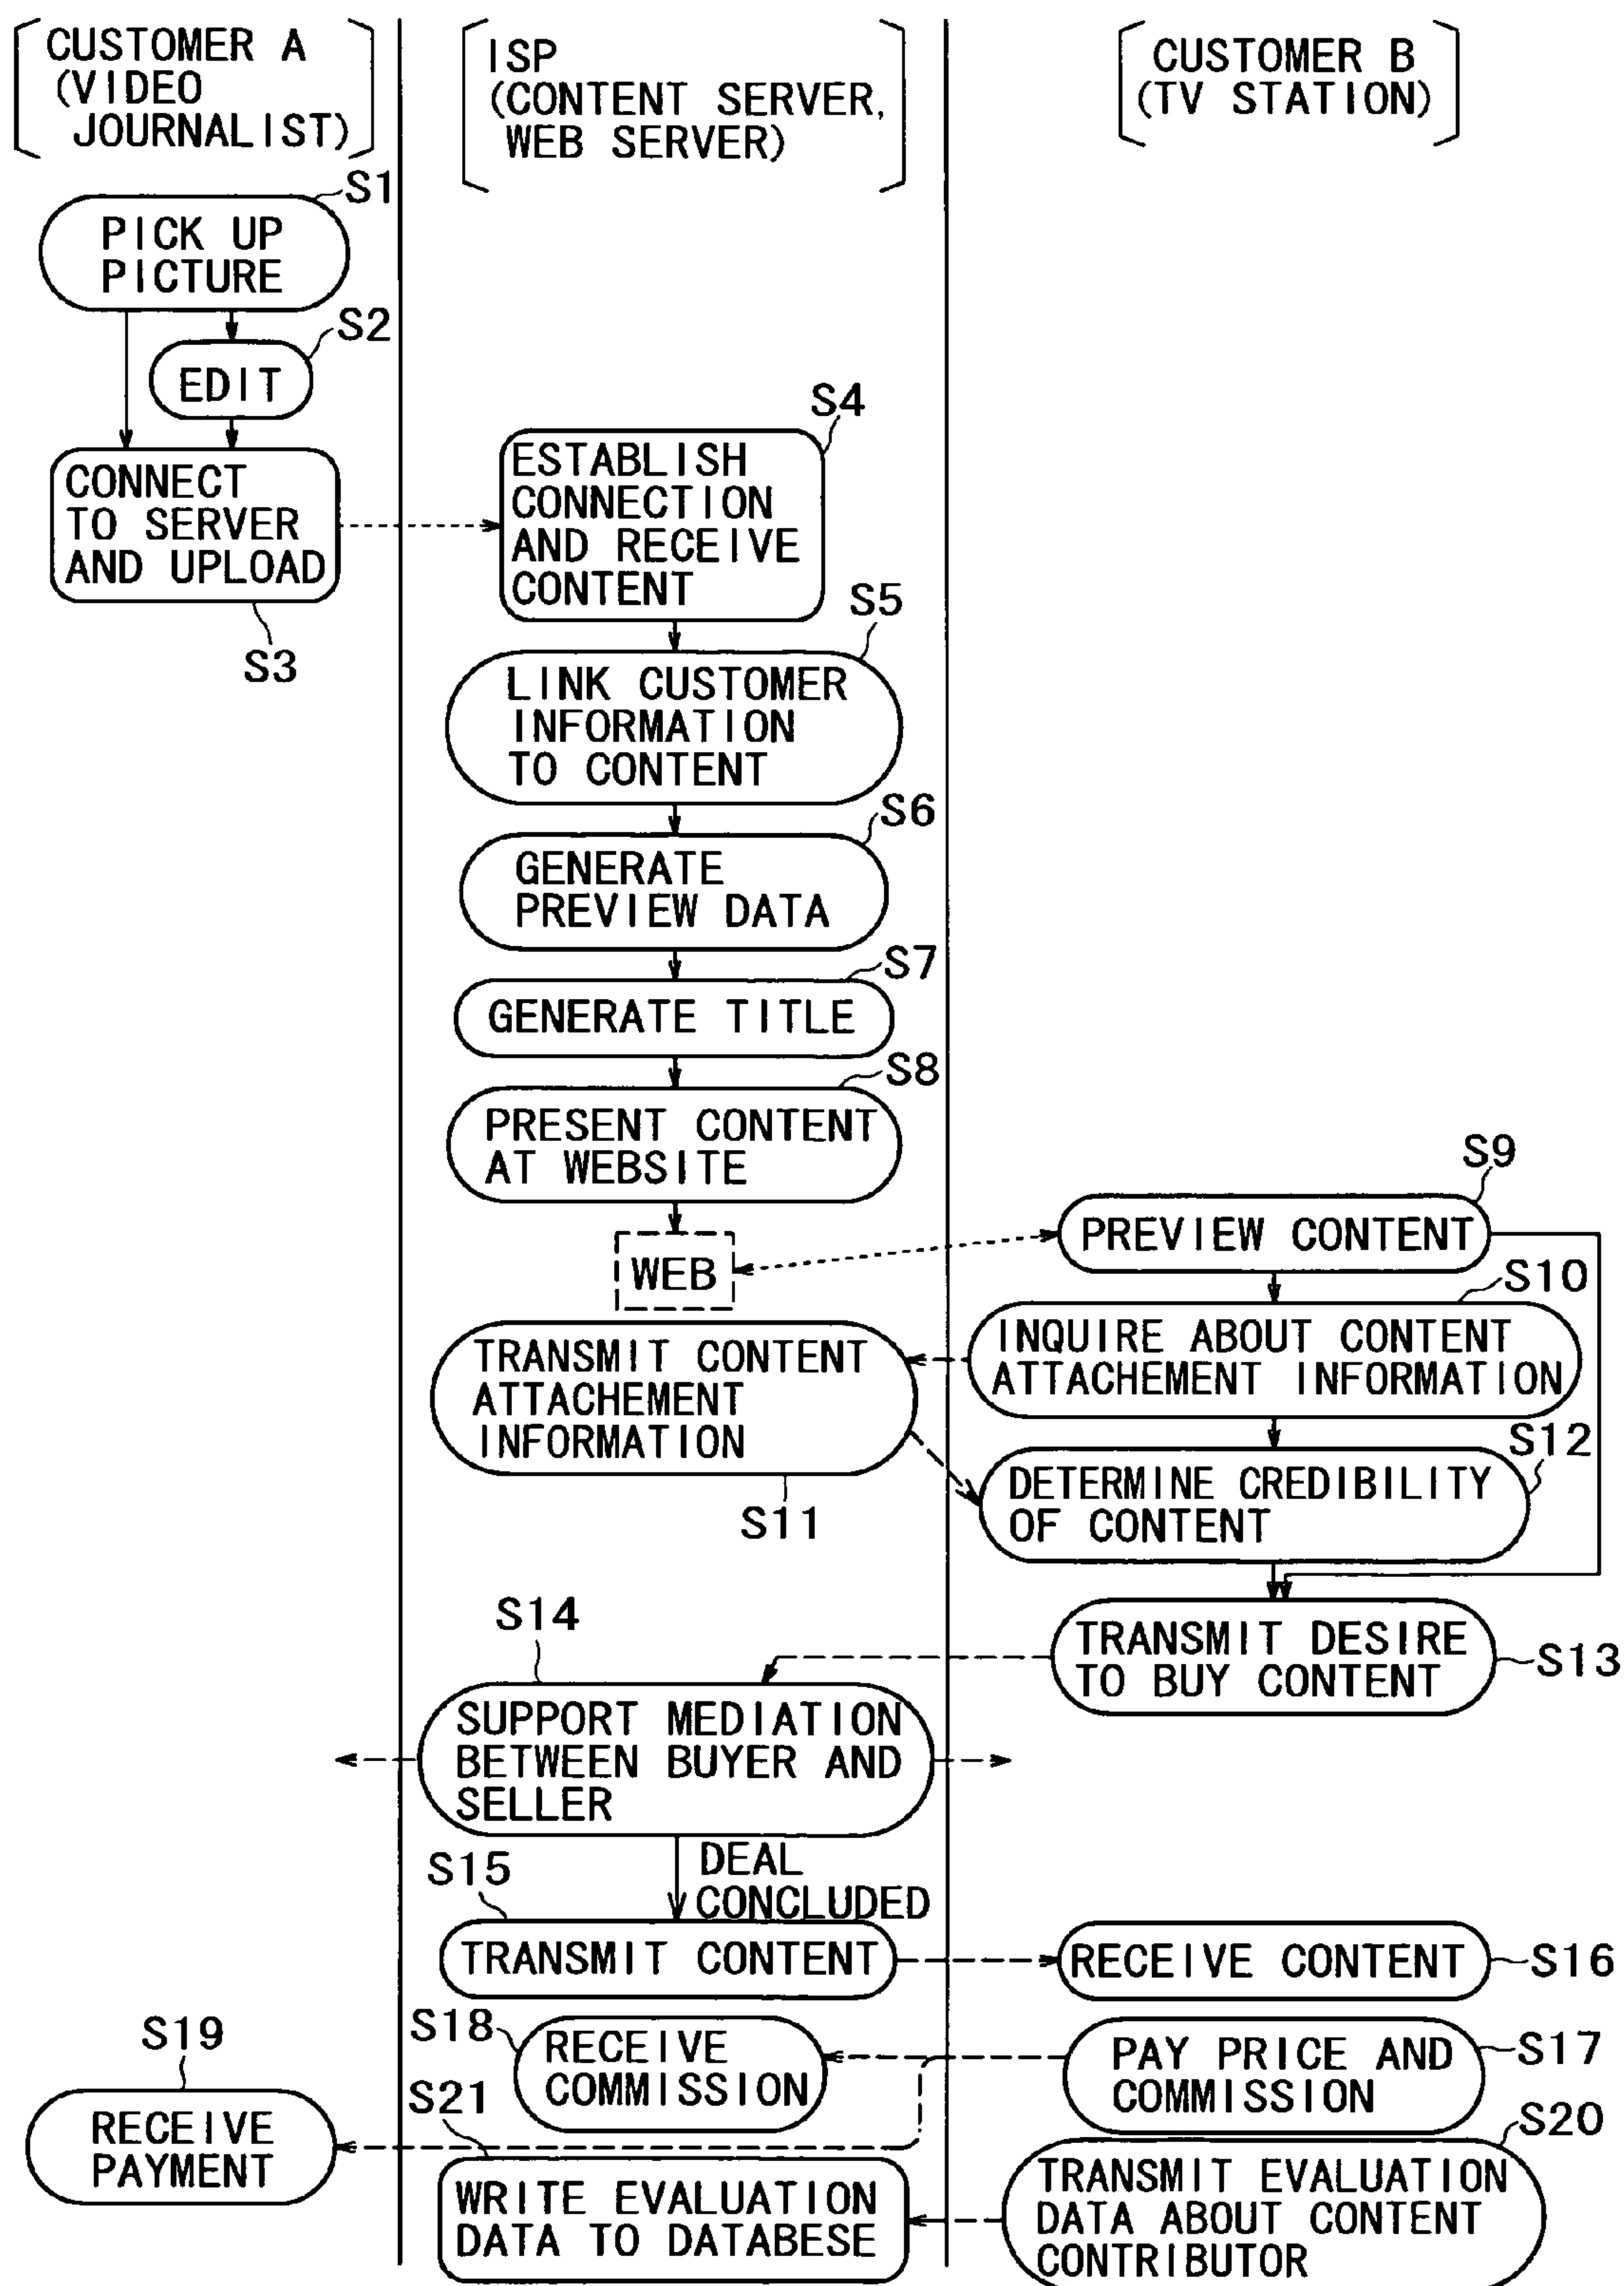 CUSTOMER A
(VIDEO
JOURNALIST)
ISP
(CONTENT SERVER,
WEB SERVER)
CUSTOMER B
(TV STATION)
S1
PICK UP
PICTURE
S2
EDIT
CONNECT
TO SERVER
AND UPLOAD
S3
S4
ESTABLISH
CONNECTION
AND RECEIVE
CONTENT
S5
LINK CUSTOMER
INFORMATION
TO CONTENT
S6
GENERATE
PREVIEW DATA
S7
GENERATE TITLE
S8
PRESENT CONTENT
AT WEBSITE
WEB
S9
PREVIEW CONTENT
S10
INQUIRE ABOUT CONTENT
ATTACHEMENT INFORMATION
TRANSMIT CONTENT
ATTACHEMENT
INFORMATION
S11
S12
DETERMINE CREDIBILITY
OF CONTENT
TRANSMIT DESIRE
TO BUY CONTENT
S13
S14
SUPPORT MEDIATION
BETWEEN BUYER AND
SELLER
DEAL
CONCLUDED
S15
TRANSMIT CONTENT
RECEIVE CONTENT
S16
S18
RECEIVE
COMMISSION
PAY PRICE AND
COMMISSION
S17
S19
RECEIVE
PAYMENT
S21
WRITE EVALUATION
DATA TO DATABESE
S20
TRANSMIT EVALUATION
DATA ABOUT CONTENT
CONTRIBUTOR